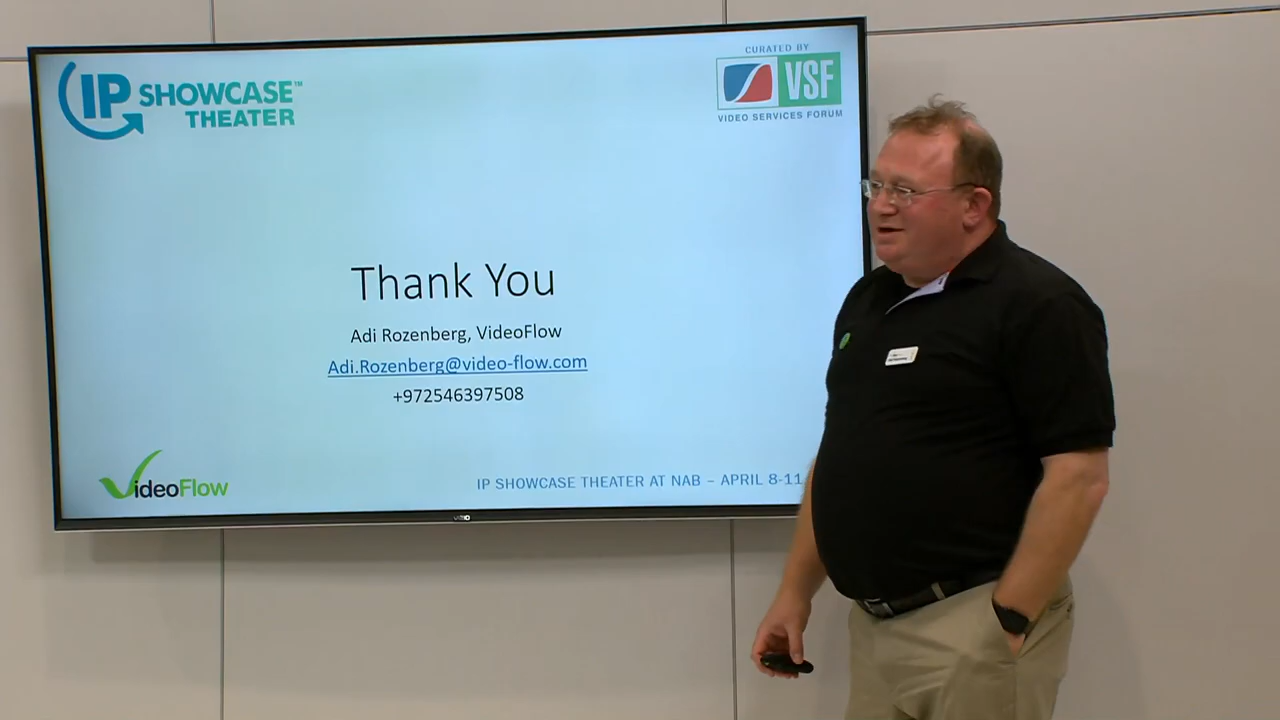 IP SHOWCASE™
THEATER
CURATED BY
VSF
VIDEO SERVICES FORUM
Thank You
Adi Rozenberg, VideoFlow
Adi.Rozenberg@video-flow.com
+972546397508
VideoFlow
IP SHOWCASE THEATER AT NAB – APRIL 8-11
VIZIO